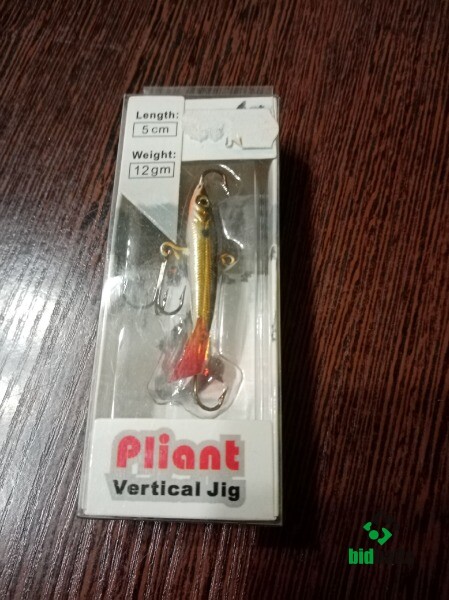 Length:
5 cm
Weight:
12gm
Pliant
Vertical Jig
bid